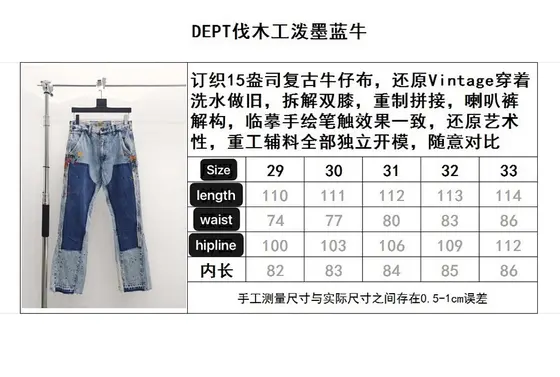 DEPT伐木工泼墨蓝牛
订织15盎司复古牛仔布，还原Vintage穿着
洗水做旧，拆解双膝，重制拼接，喇叭裤
解构，临摹手绘笔触效果一致，还原艺术
性，重工辅料全部独立开模，随意对比
Size 29 30 31 32 33
length 110 111 112 113 114
waist 74 77 80 83 86
hipline 100 103 106 109 112
内长 82 83 84 85 86
手工测量尺寸与实际尺寸之间存在0.5-1cm误差